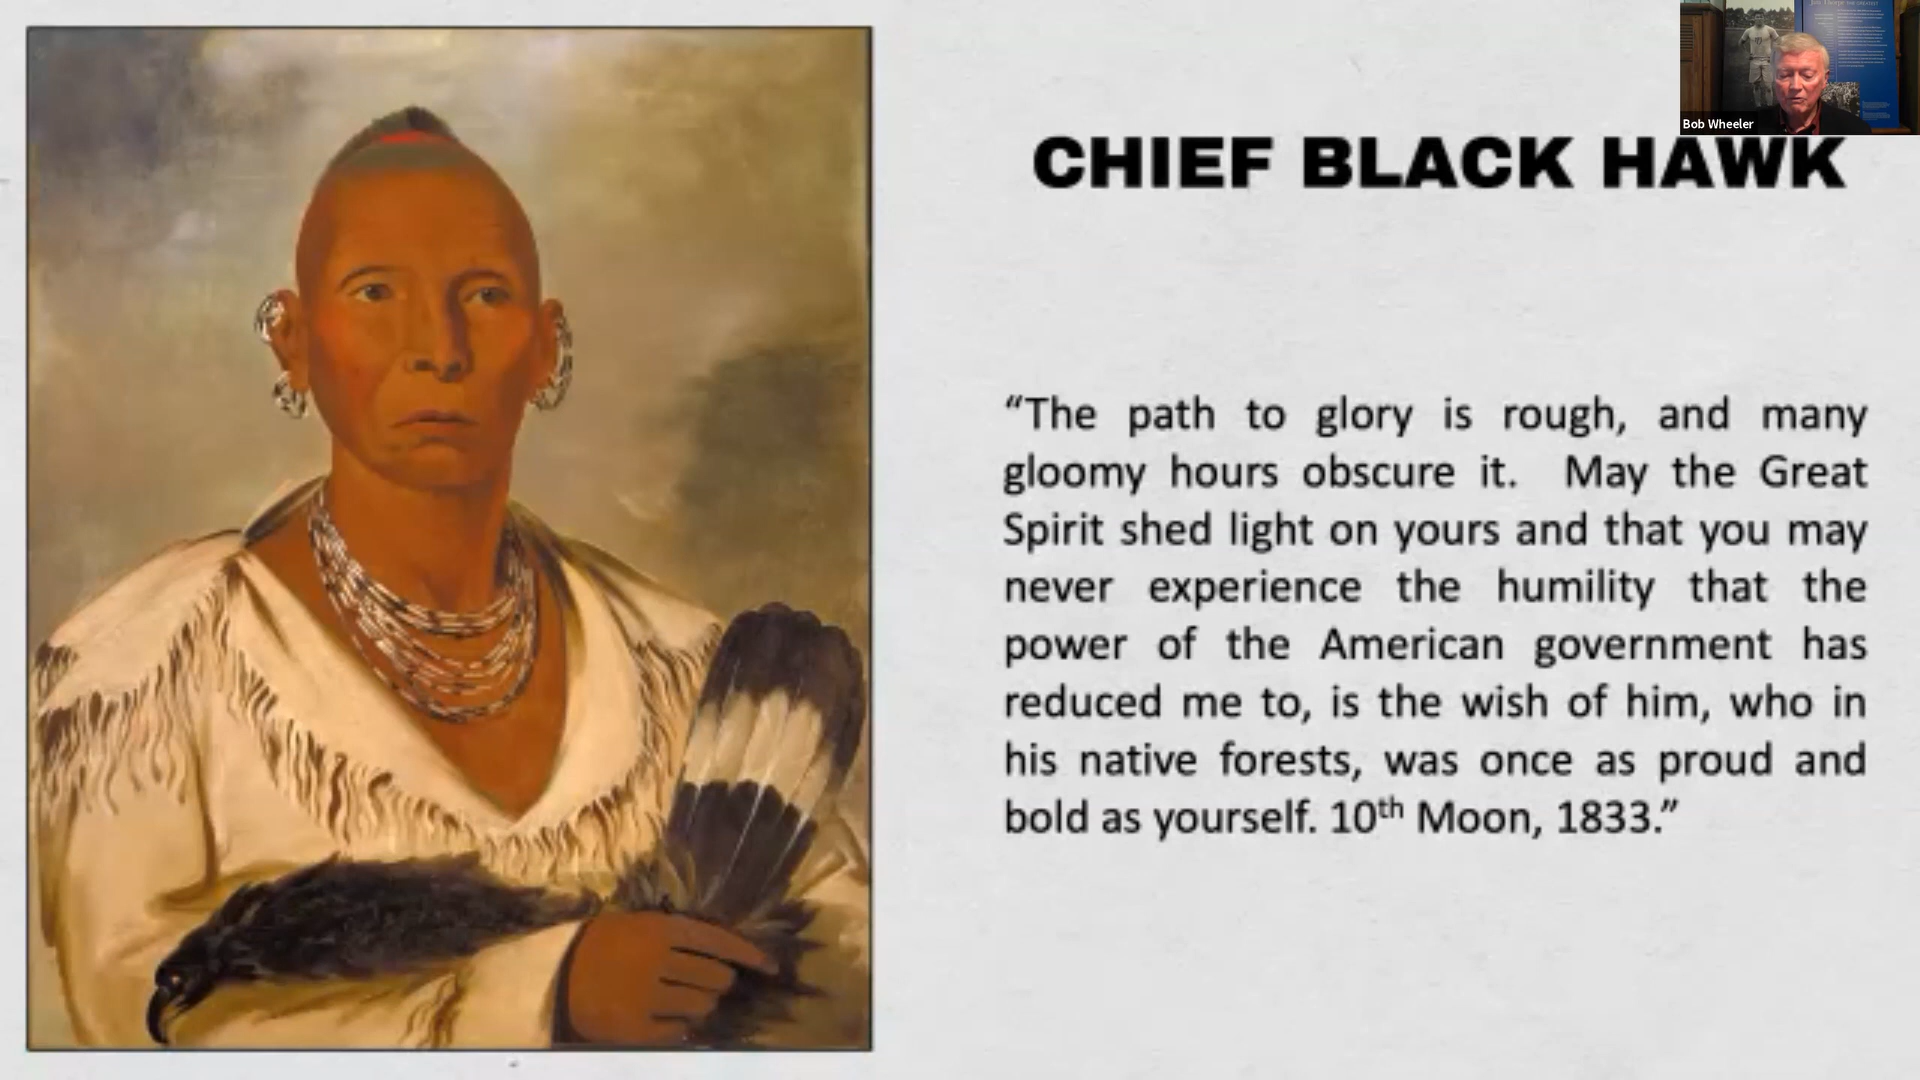 Bob Wheeler
CHIEF BLACK HAWK
“The path to glory is rough, and many
gloomy hours obscure it. May the Great
Spirit shed light on yours and that you may
never experience the humility that the
power of the American government has
reduced me to, is the wish of him, who in
his native forests, was once as proud and
bold as yourself. 10th Moon, 1833.”